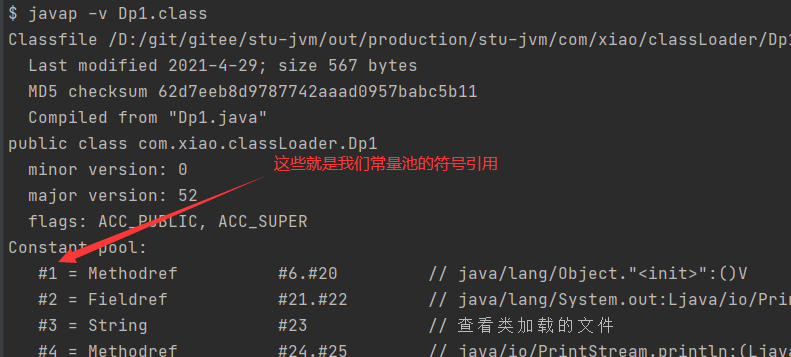 $ javap -v Dp1.class
Classfile /D:/git/gitee/stu-jvm/out/production/stu-jvm/com/xiao/classLoader/Dp1
Last modified 2021-4-29; size 567 bytes
MD5 checksum 62d7eeb8d9787742aaad0957babc5b11
Compiled from "Dp1.java"
public class com.xiao.classLoader.Dp1
这些就是我们常量池的符号引用
minor version: 0
major version: 52
flags: ACC_PUBLIC, ACC_SUPER
Constant pool:
#1 = Methodref #6.#20 // java/lang/Object."<init>":()V
#2 = Fieldref #21.#22 // java/lang/System.out:Ljava/io/Pri
#3 = String #23 // 查看类加载的文件
#4 = Methodref #24.#25 // java/io/PrintStream.println:(Ljava